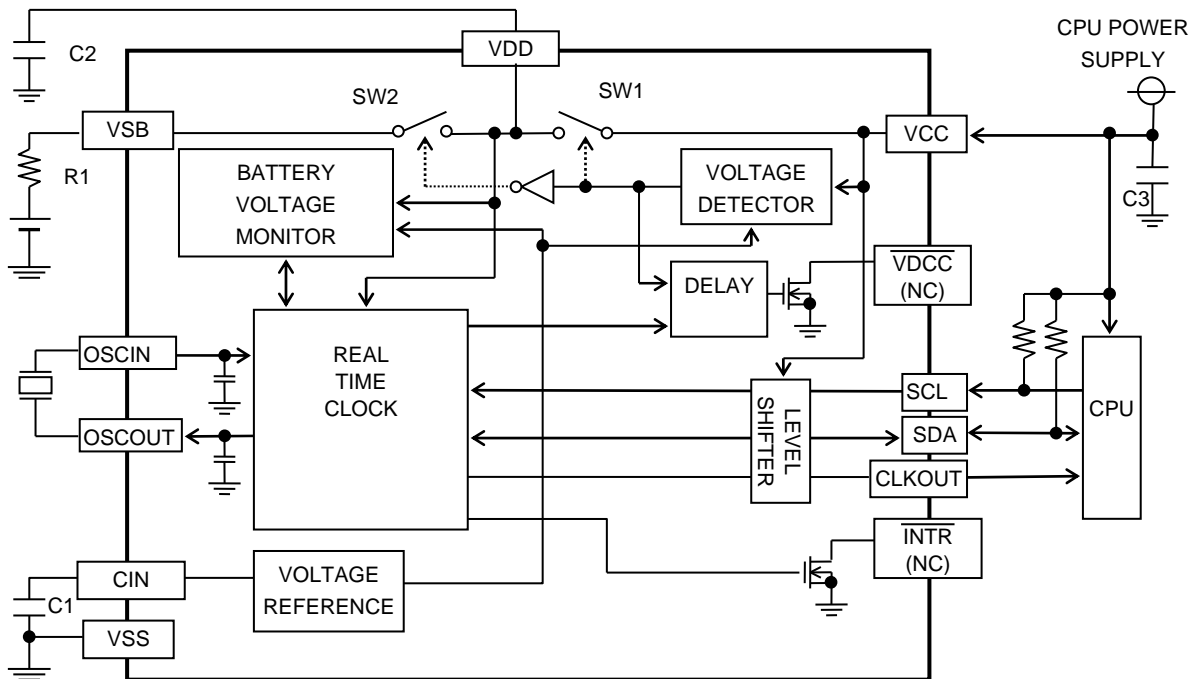 CPU POWER
SUPPLY
C2
VDD
SW2
SW1
VSB
VCC
R1
BATTERY
VOLTAGE
MONITOR
VOLTAGE
DETECTOR
C3
VDCC
(NC)
DELAY
OSCIN
REAL
TIME
CLOCK
LEVEL
SHIFTER
SCL
CPU
OSCOUT
SDA
CLKOUT
INTR
(NC)
CIN
VOLTAGE
REFERENCE
C1
VSS